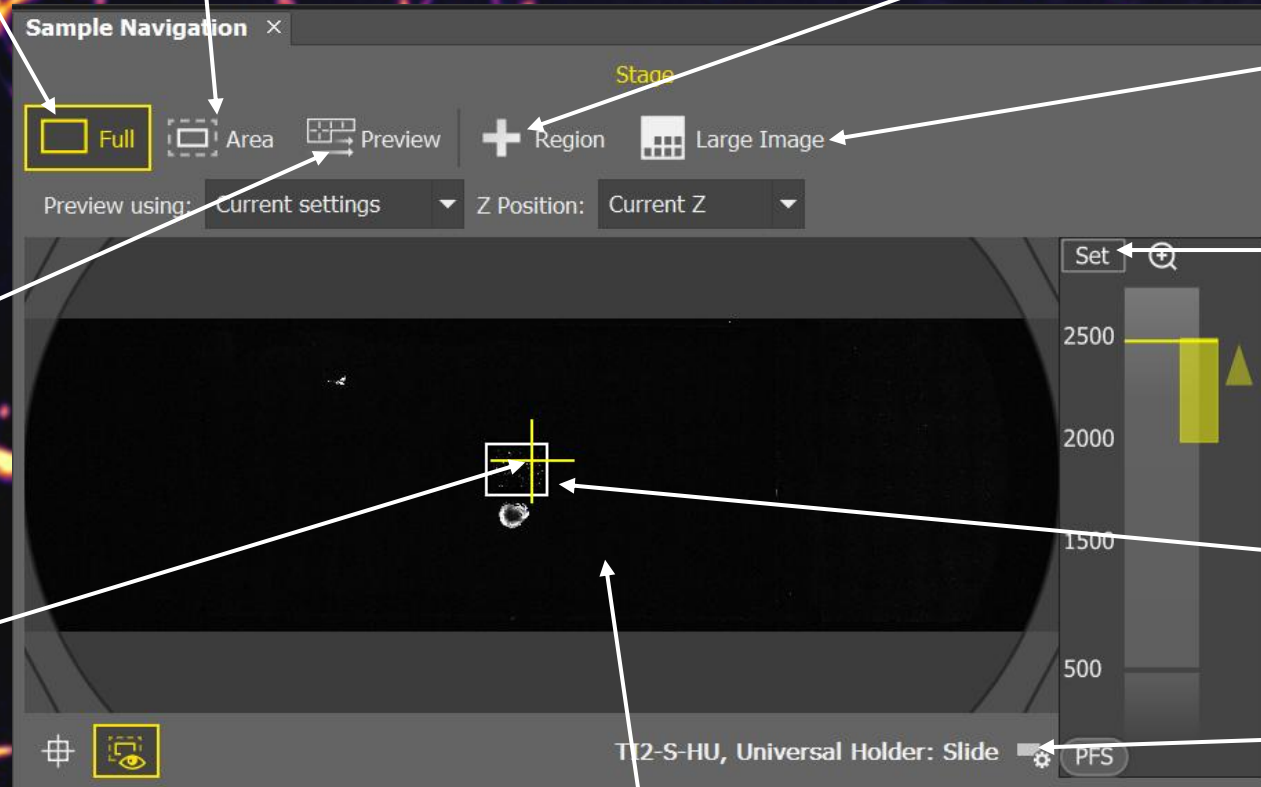 Sample Navigation ×
Stage
Full Area Preview Region Large Image
Preview using: Current settings Z Position: Current Z
Set
2500
2000
1500
500
TI2-S-HU, Universal Holder: Slide PFS